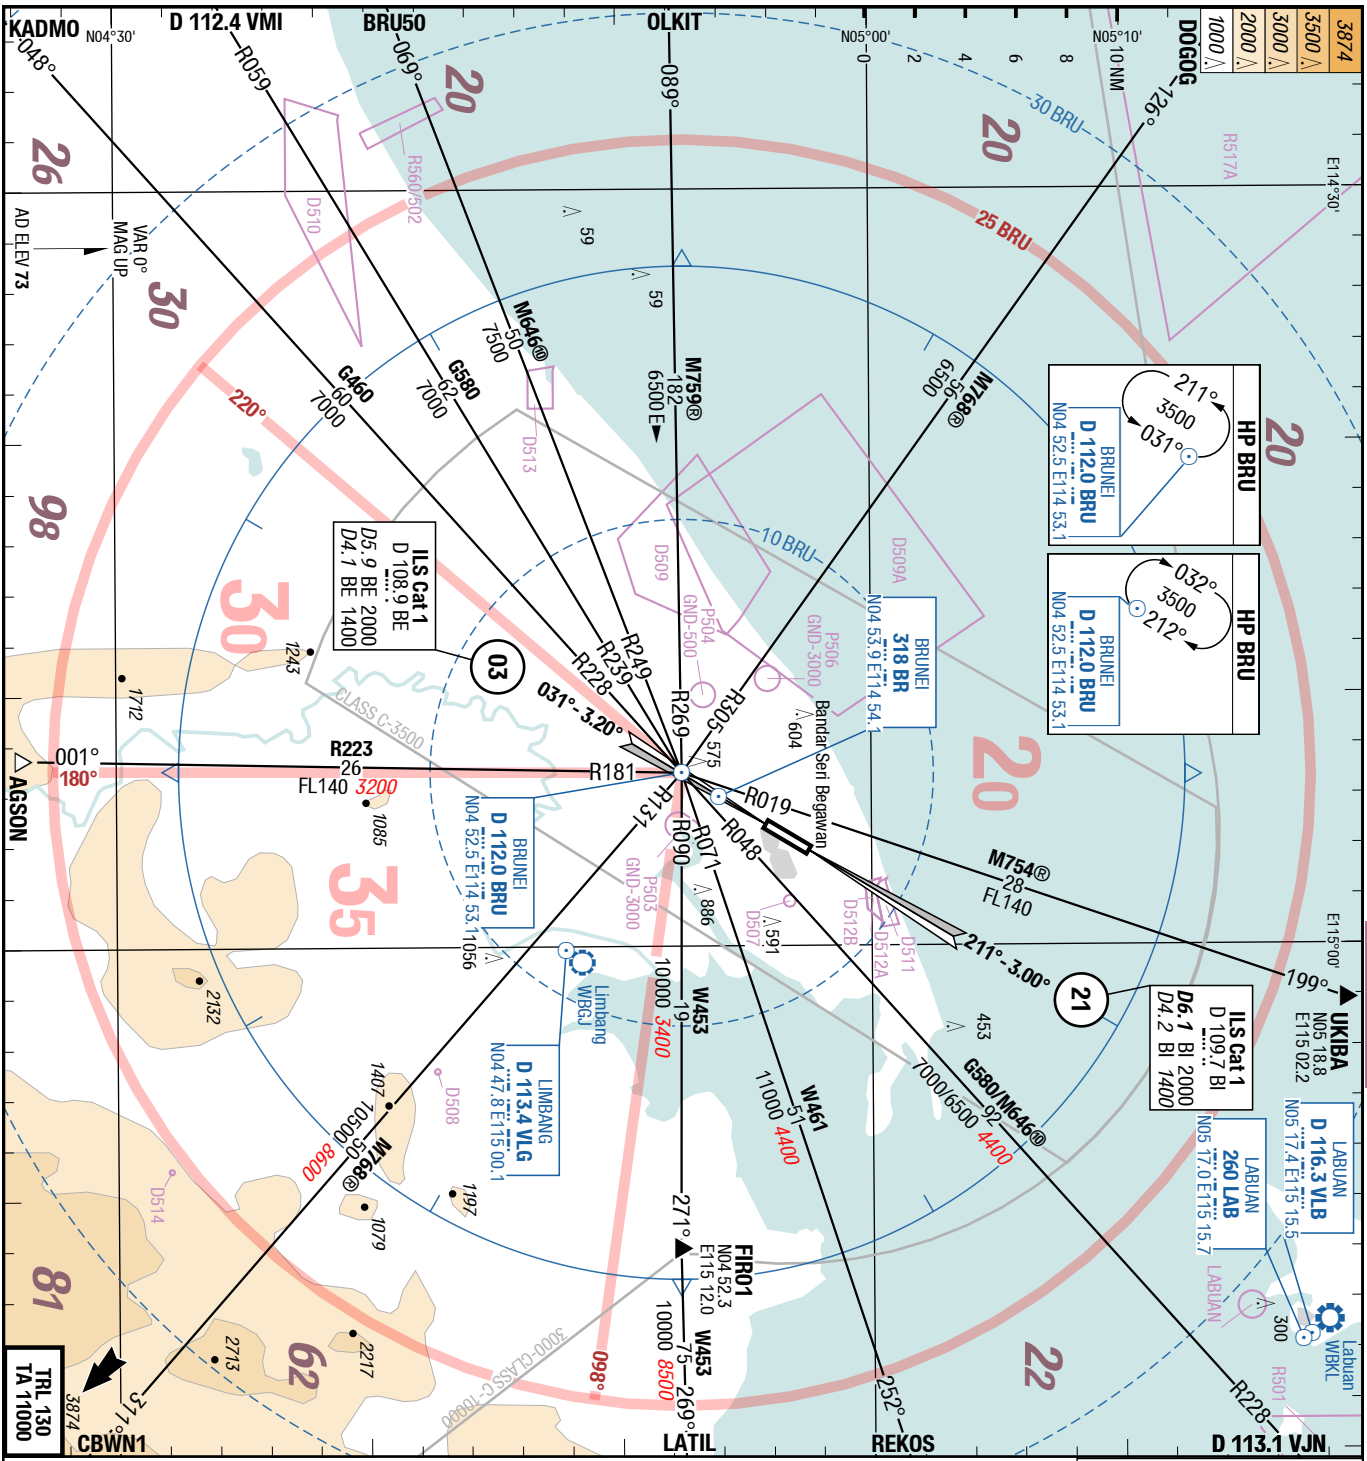 KADMO
D 112.4 VMI
BRU50
OLKIT
DOGOG
3874
3500
3000
2000
1000
N04°30'
N05°00'
N05°10'
E114°30'
E115°00'
0
2
4
6
8
10 NM
048°
R059
069°
089°
126°
30 BRU
25 BRU
10 BRU
R517A
R560/502
D510
20
20
20
26
30
98
AD ELEV 73
VAR 0°
MAG UP
59
59
M646⑩
50
7500
G580
62
7000
G460
60
7000
M759®
182
6500 E
M768®
56
6500
220°
D513
D509
D509A
P504
GND-500
P506
GND-3000
HP BRU
211°
3500
031°
BRUNEI
D 112.0 BRU
N04 52.5 E114 53.1
HP BRU
032°
3500
212°
BRUNEI
D 112.0 BRU
N04 52.5 E114 53.1
BRUNEI
318 BR
N04 53.9 E114 54.1
ILS Cat 1
D 108.9 BE
D5.9 BE 2000
D4.1 BE 1400
03
031°- 3.20°
R249
R239
R228
R269
R305
30
20
35
1243
1712
CLASS C-3500
604
575
Bandar Seri Begawan
001°
180°
AGSON
R223
26
FL140 3200
R181
1085
R131
R090
R071
R048
R019
BRUNEI
D 112.0 BRU
N04 52.5 E114 53.1
P503
GND-3000
886
D507
591
D512B
D512A
D511
M754®
28
FL140
199°
UKIBA
N05 18.8
E115 02.2
211°- 3.00°
21
ILS Cat 1
D 109.7 BI
D6.1 BI 2000
D4.2 BI 1400
453
1056
2132
Limbang
WBGJ
LIMBANG
D 113.4 VLG
N04 47.8 E115 00.1
W453
19
10000 3400
W461
51
11000 4400
G580/M646⑩
92
7000/6500 4400
LABUAN
D 116.3 VLB
N05 17.4 E115 15.5
LABUAN
260 LAB
N05 17.0 E115 15.7
1407
D508
M768®
50
10500
8600
1197
1079
D514
81
62
22
2713
2217
271°
FIR01
N04 52.3
E115 12.0
W453
75
10000 8500
098°
3000-CLASS C-10000
LABUAN
300
Labuan
WBKL
R501
R228
252°
269°
311°
3874
TRL 130
TA 11000
CBWN1
LATIL
REKOS
D 113.1 VJN